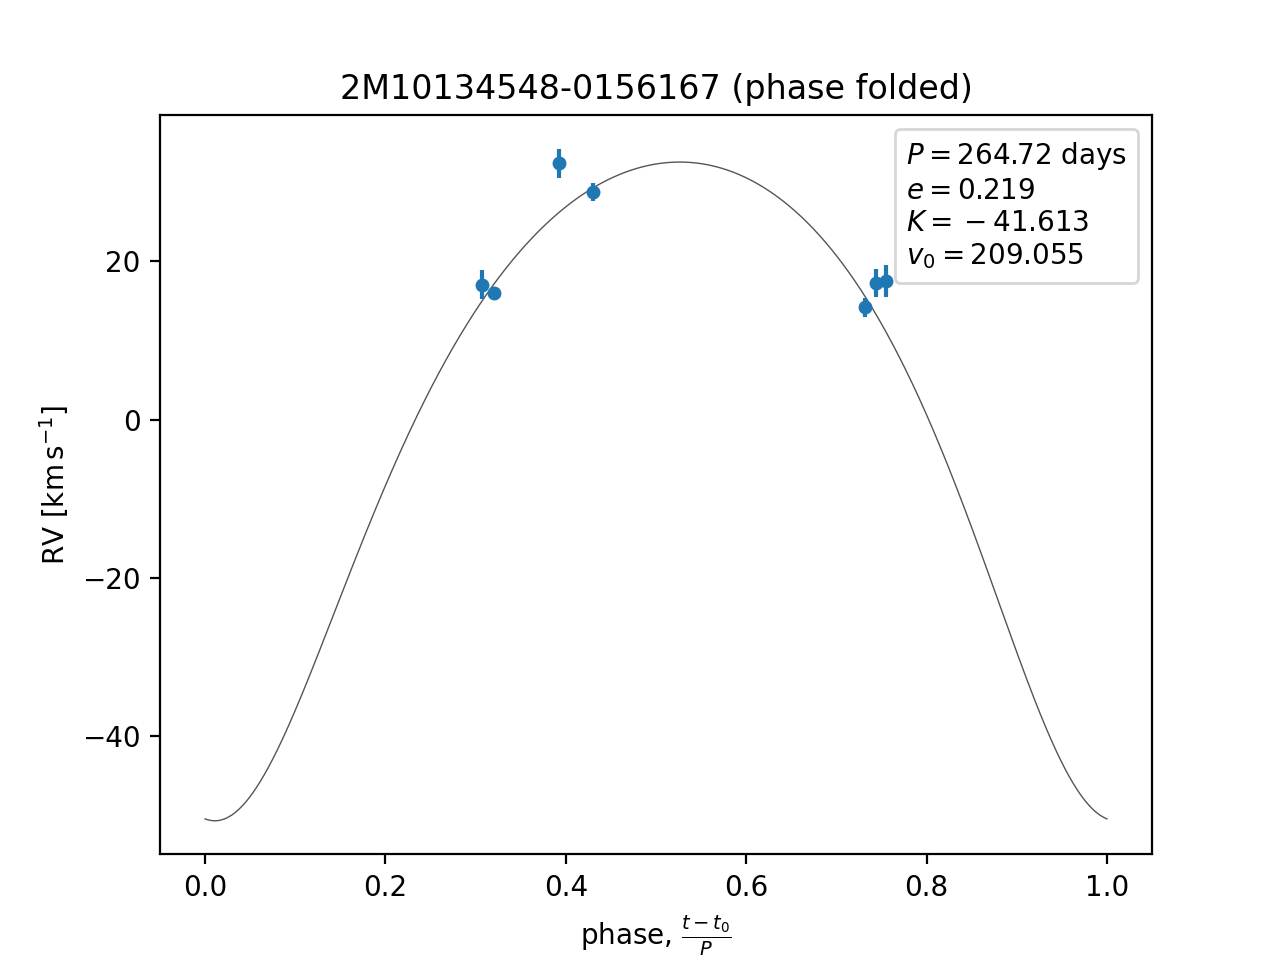 2M10134548-0156167 (phase folded)
P = 264.72 days
e = 0.219
K = −41.613
v₀ = 209.055
RV [km s⁻¹]
20
0
−20
−40
0.0 0.2 0.4 0.6 0.8 1.0
phase, (t − t₀)/P